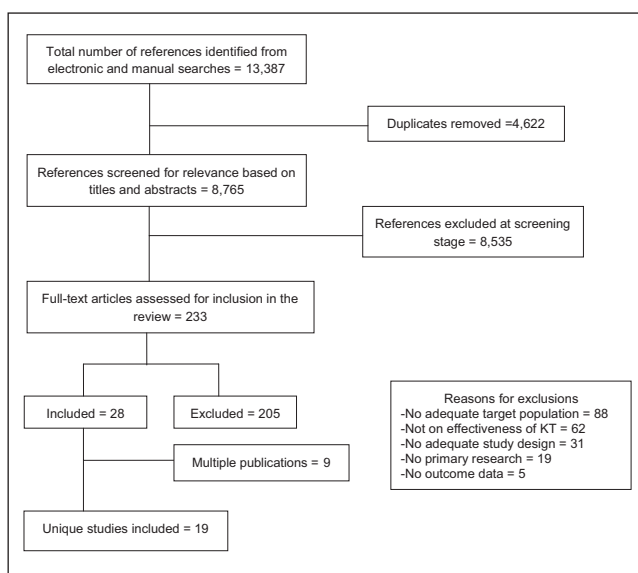 Total number of references identified from
electronic and manual searches = 13,387
Duplicates removed =4,622
References screened for relevance based on
titles and abstracts = 8,765
References excluded at screening
stage = 8,535
Full-text articles assessed for inclusion in the
review = 233
Included = 28
Excluded = 205
Reasons for exclusions
-No adequate target population = 88
-Not on effectiveness of KT = 62
-No adequate study design = 31
-No primary research = 19
-No outcome data = 5
Multiple publications = 9
Unique studies included = 19